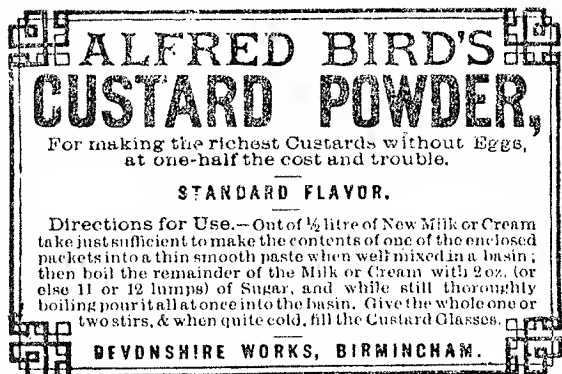 ALFRED BIRD'S
CUSTARD POWDER,
For making the richest Custards without Eggs,
at one-half the cost and trouble.
STANDARD FLAVOR.
Directions for Use.—Out of ½ litre of New Milk or Cream
take just sufficient to make the contents of one of the enclosed
packets into a thin smooth paste when well mixed in a basin;
then boil the remainder of the Milk or Cream with 2 oz. (or
else 11 or 12 lumps) of Sugar, and while still thoroughly
boiling pour it all at once into the basin. Give the whole one or
two stirs, & when quite cold, fill the Custard Glasses.
DEVONSHIRE WORKS, BIRMINGHAM.